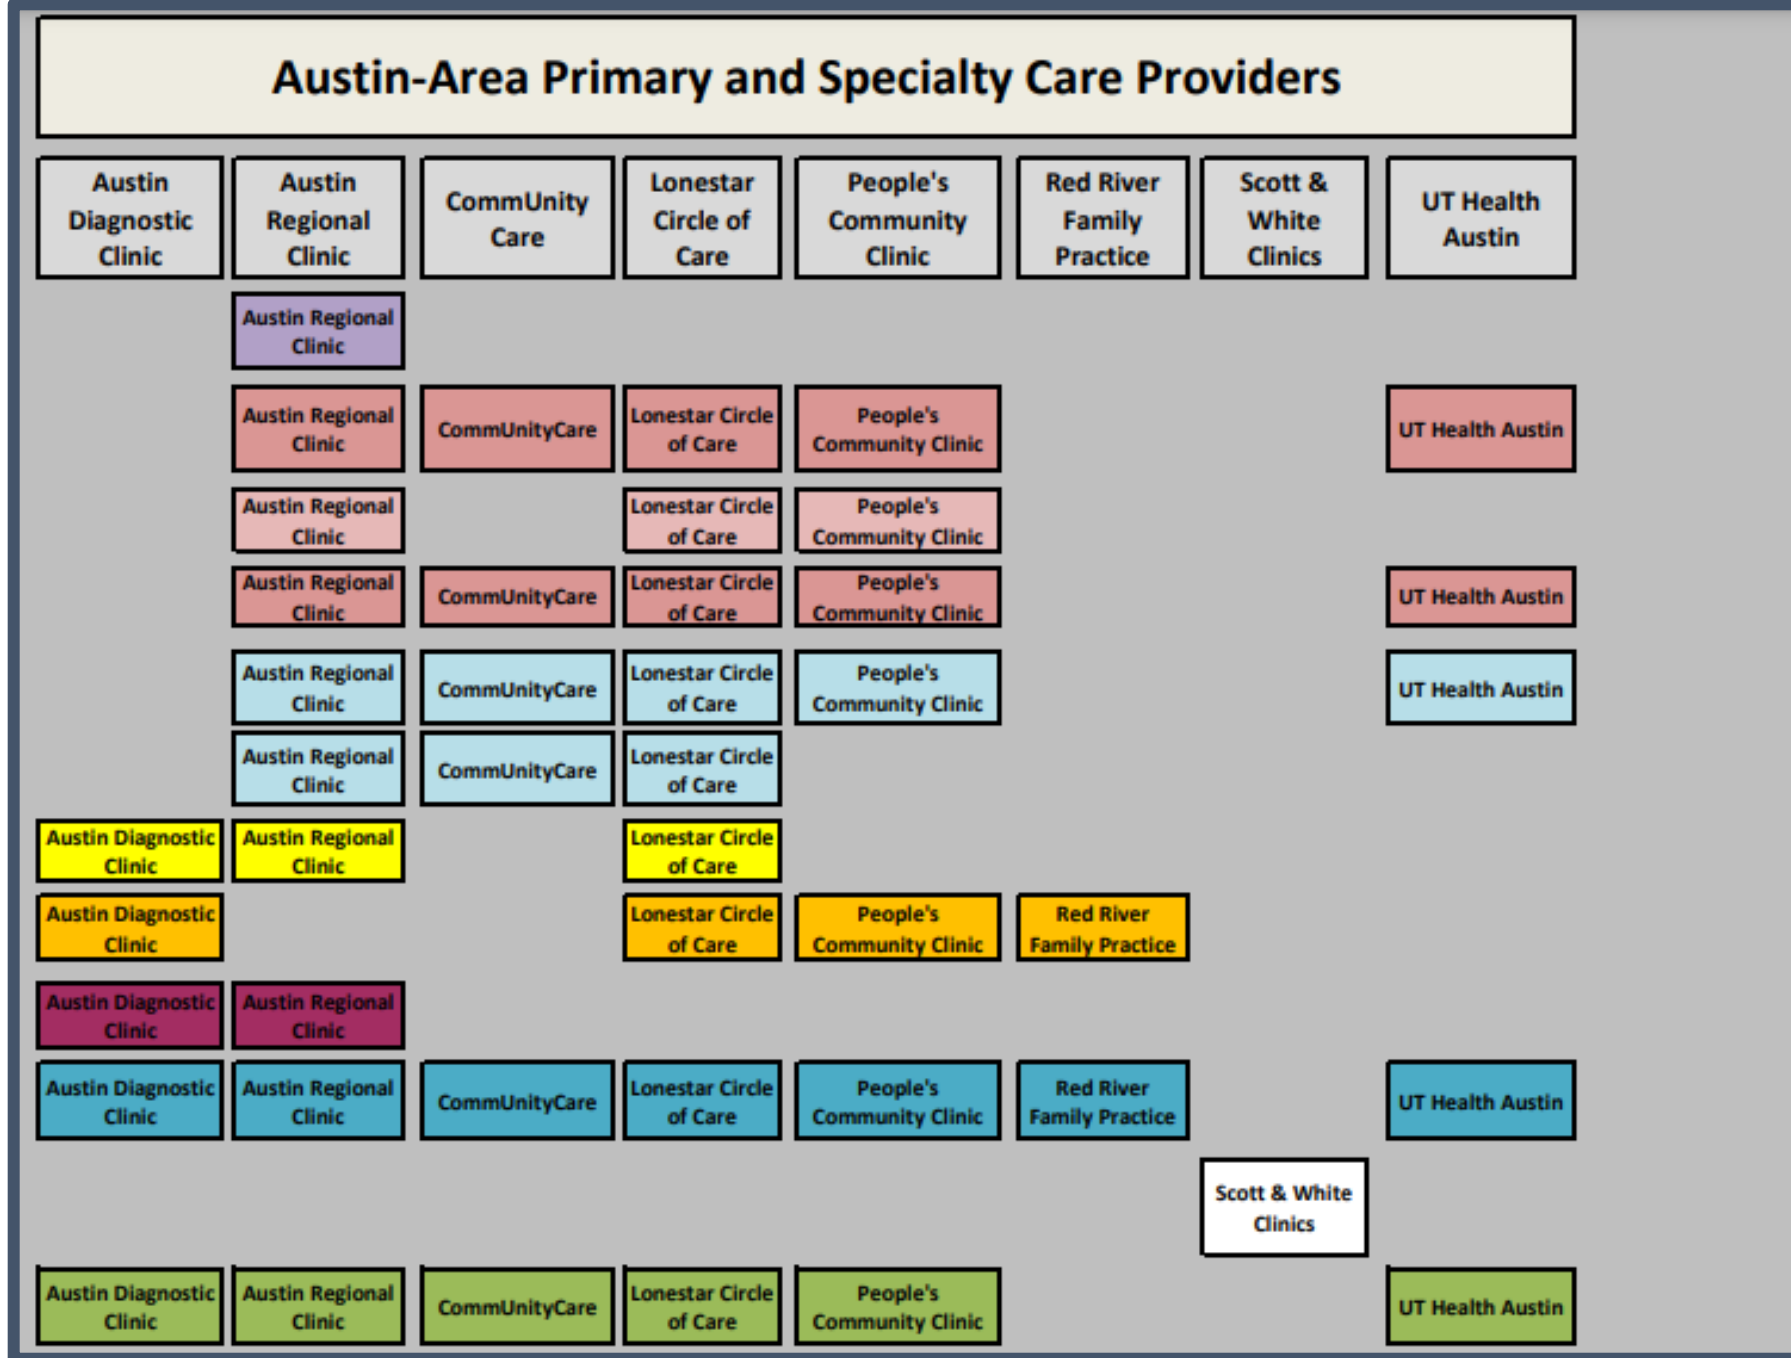 Austin-Area Primary and Specialty Care Providers
Austin
Diagnostic
Clinic
Austin
Regional
Clinic
CommUnity
Care
Lonestar
Circle of
Care
People's
Community
Clinic
Red River
Family
Practice
Scott &
White
Clinics
UT Health
Austin
Austin Regional
Clinic
Austin Regional
Clinic
CommUnityCare
Lonestar Circle
of Care
People's
Community Clinic
UT Health Austin
Austin Regional
Clinic
Lonestar Circle
of Care
People's
Community Clinic
Austin Regional
Clinic
CommUnityCare
Lonestar Circle
of Care
People's
Community Clinic
UT Health Austin
Austin Regional
Clinic
CommUnityCare
Lonestar Circle
of Care
People's
Community Clinic
UT Health Austin
Austin Regional
Clinic
CommUnityCare
Lonestar Circle
of Care
Austin Diagnostic
Clinic
Austin Regional
Clinic
Lonestar Circle
of Care
Austin Diagnostic
Clinic
Lonestar Circle
of Care
People's
Community Clinic
Red River
Family Practice
Austin Diagnostic
Clinic
Austin Regional
Clinic
Austin Diagnostic
Clinic
Austin Regional
Clinic
CommUnityCare
Lonestar Circle
of Care
People's
Community Clinic
Red River
Family Practice
UT Health Austin
Scott & White
Clinics
Austin Diagnostic
Clinic
Austin Regional
Clinic
CommUnityCare
Lonestar Circle
of Care
People's
Community Clinic
UT Health Austin